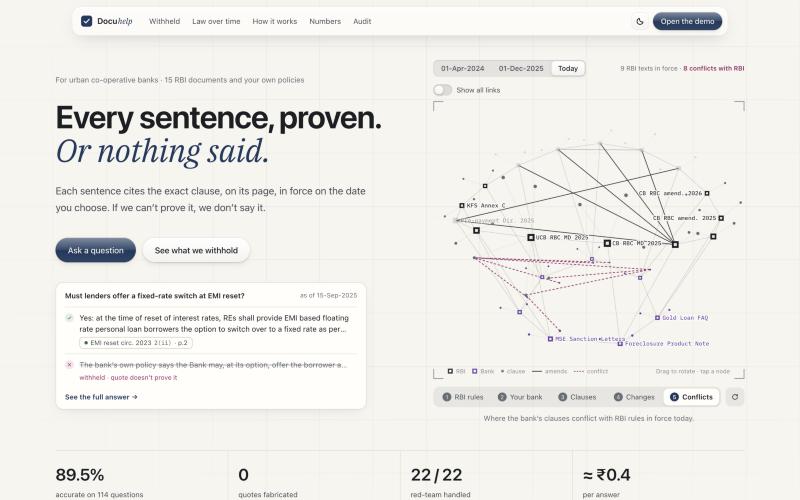 Docuhelp
Withheld
Law over time
How it works
Numbers
Audit
Open the demo
For urban co-operative banks · 15 RBI documents and your own policies
Every sentence, proven.
Or nothing said.
Each sentence cites the exact clause, on its page, in force on the date
you choose. If we can't prove it, we don't say it.
Ask a question
See what we withhold
Must lenders offer a fixed-rate switch at EMI reset?
as of 15-Sep-2025
Yes: at the time of reset of interest rates, REs shall provide EMI based floating
rate personal loan borrowers the option to switch over to a fixed rate as per…
EMI reset circ. 2023 2(ii) · p.2
The bank's own policy says the Bank may, at its option, offer the borrower a…
withheld · quote doesn't prove it
See the full answer →
01-Apr-2024
01-Dec-2025
Today
9 RBI texts in force · 8 conflicts with RBI
Show all links
CB RBC amend. 2026
KFS Annex C
CB RBC amend. 2025
Pre-payment Dir. 2025
UCB RBC MD 2025
CB RBC MD 2025
Gold Loan FAQ
MSE Sanction Letters
Foreclosure Product Note
RBI
Bank
clause
amends
conflict
Drag to rotate · tap a node
1 RBI rules
2 Your bank
3 Clauses
4 Changes
5 Conflicts
Where the bank's clauses conflict with RBI rules in force today.
89.5%
accurate on 114 questions
0
quotes fabricated
22 / 22
red-team handled
≈ ₹0.4
per answer